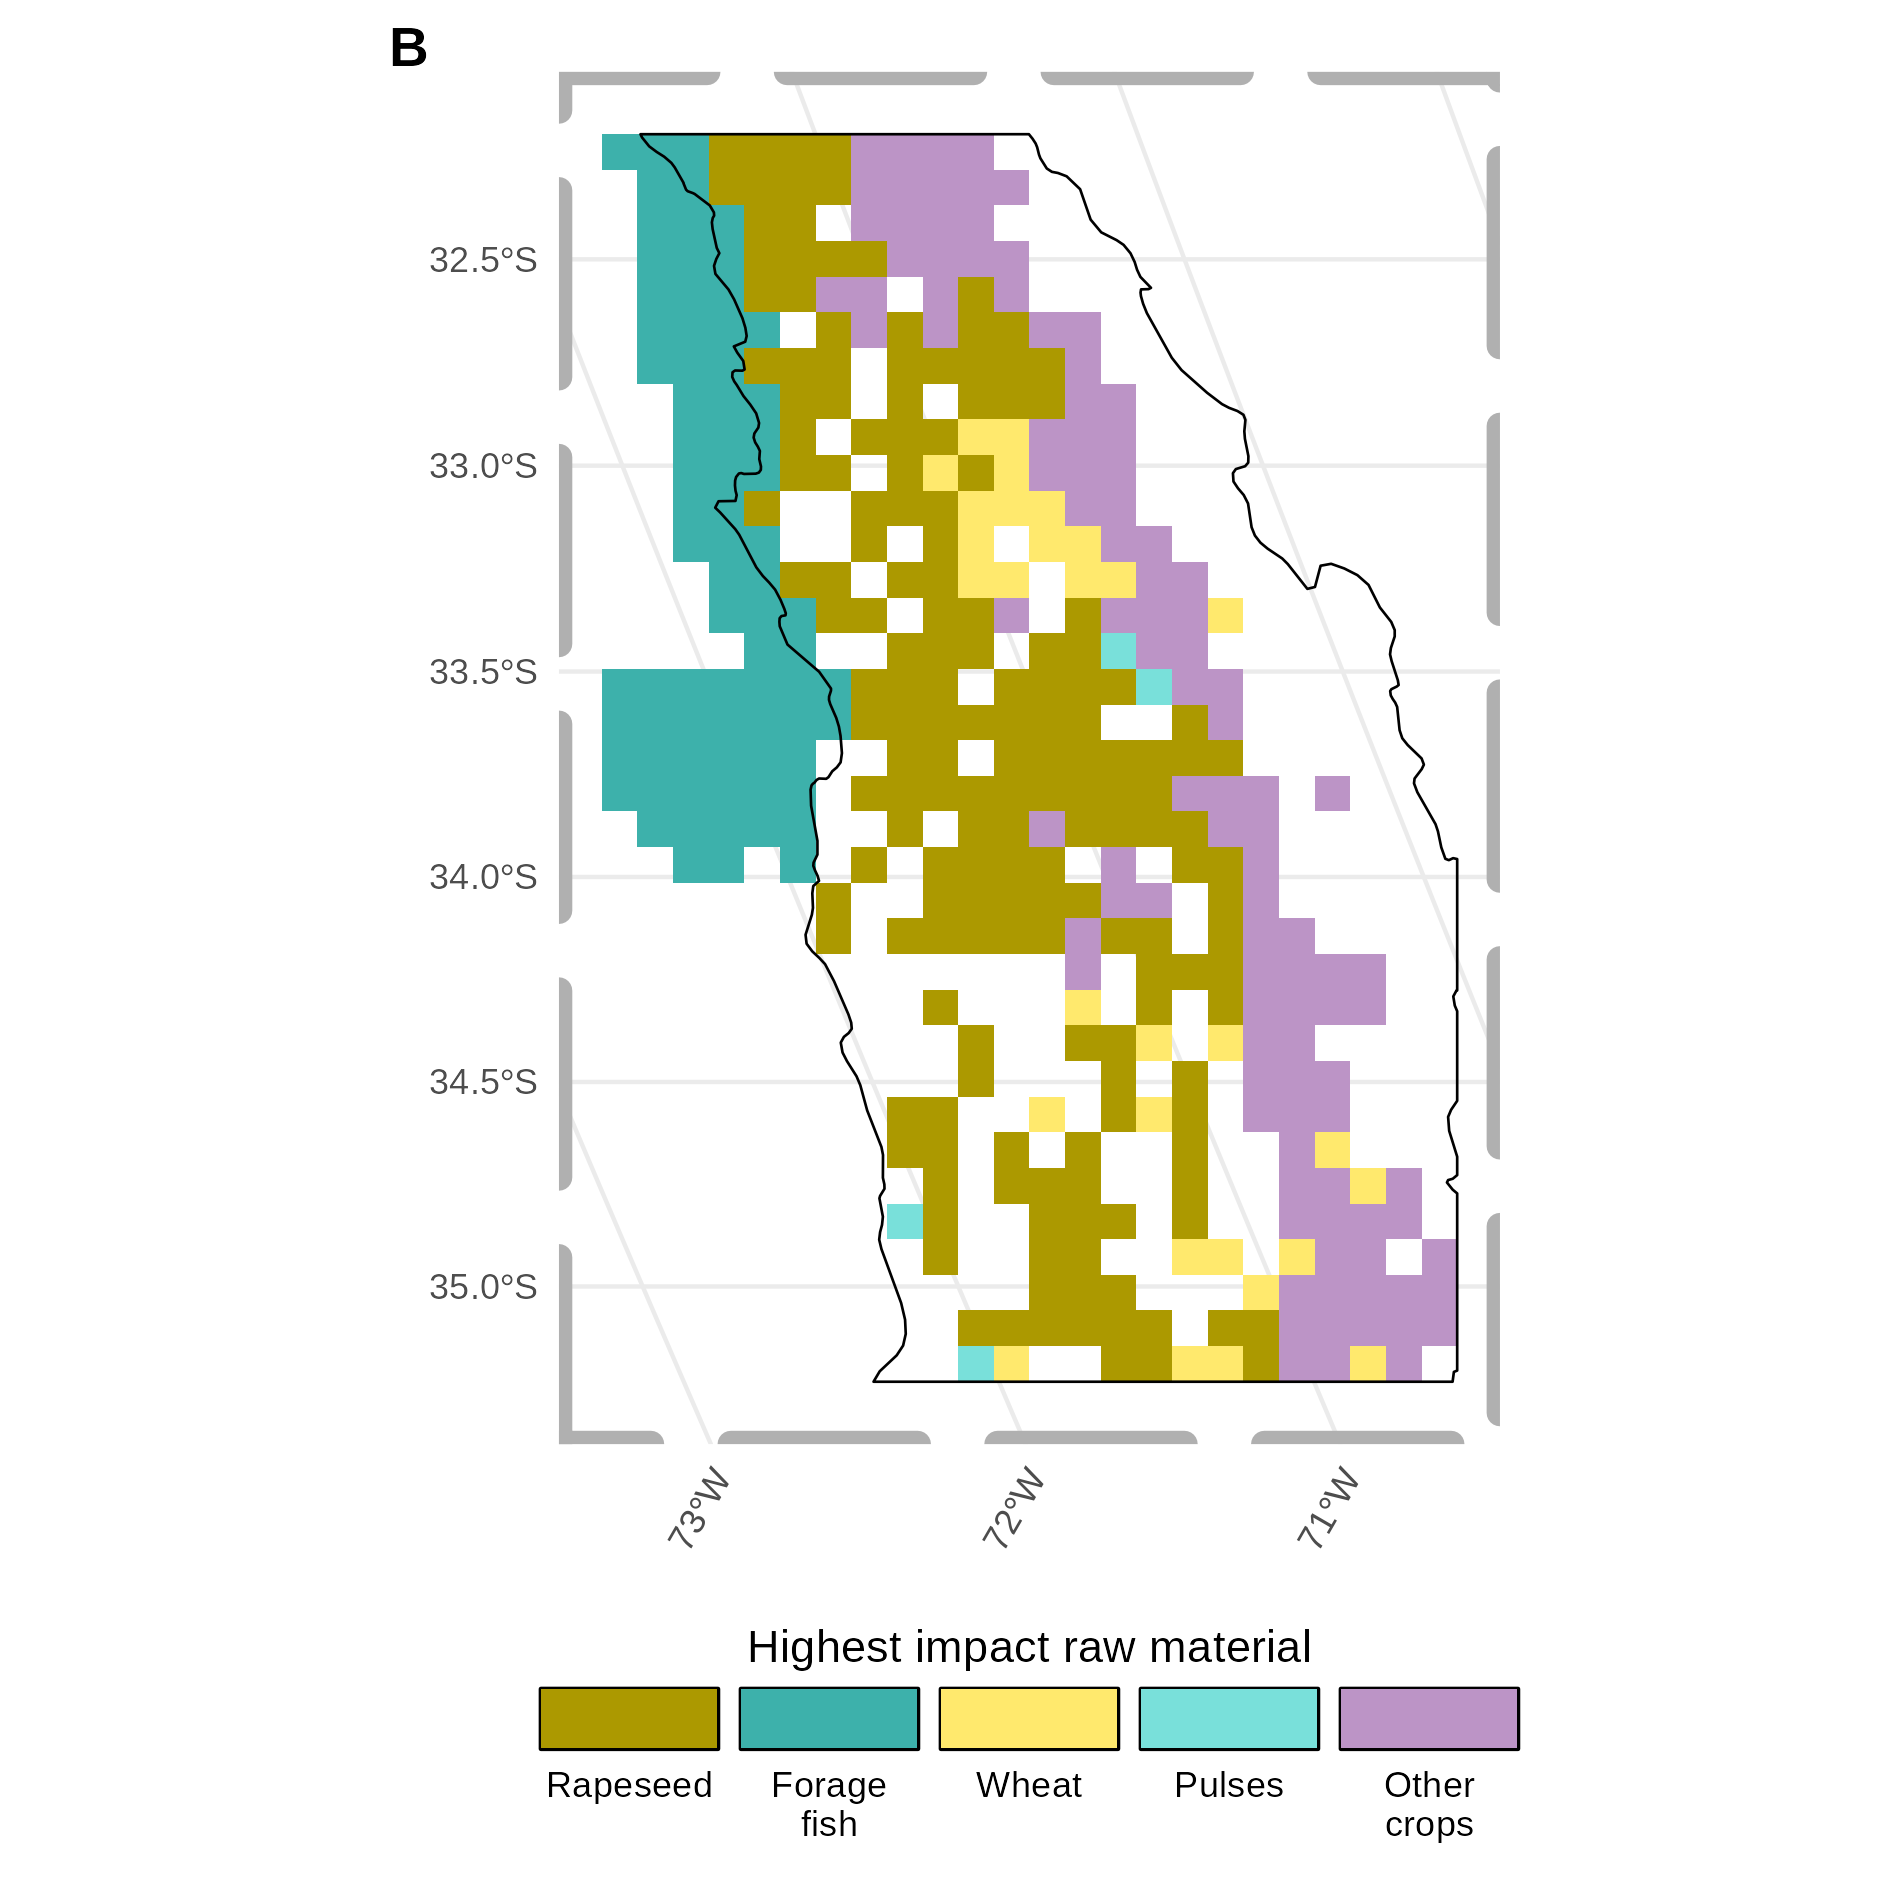 B
32.5°S
33.0°S
33.5°S
34.0°S
34.5°S
35.0°S
73°W
72°W
71°W
Highest impact raw material
Rapeseed
Forage
fish
Wheat
Pulses
Other
crops